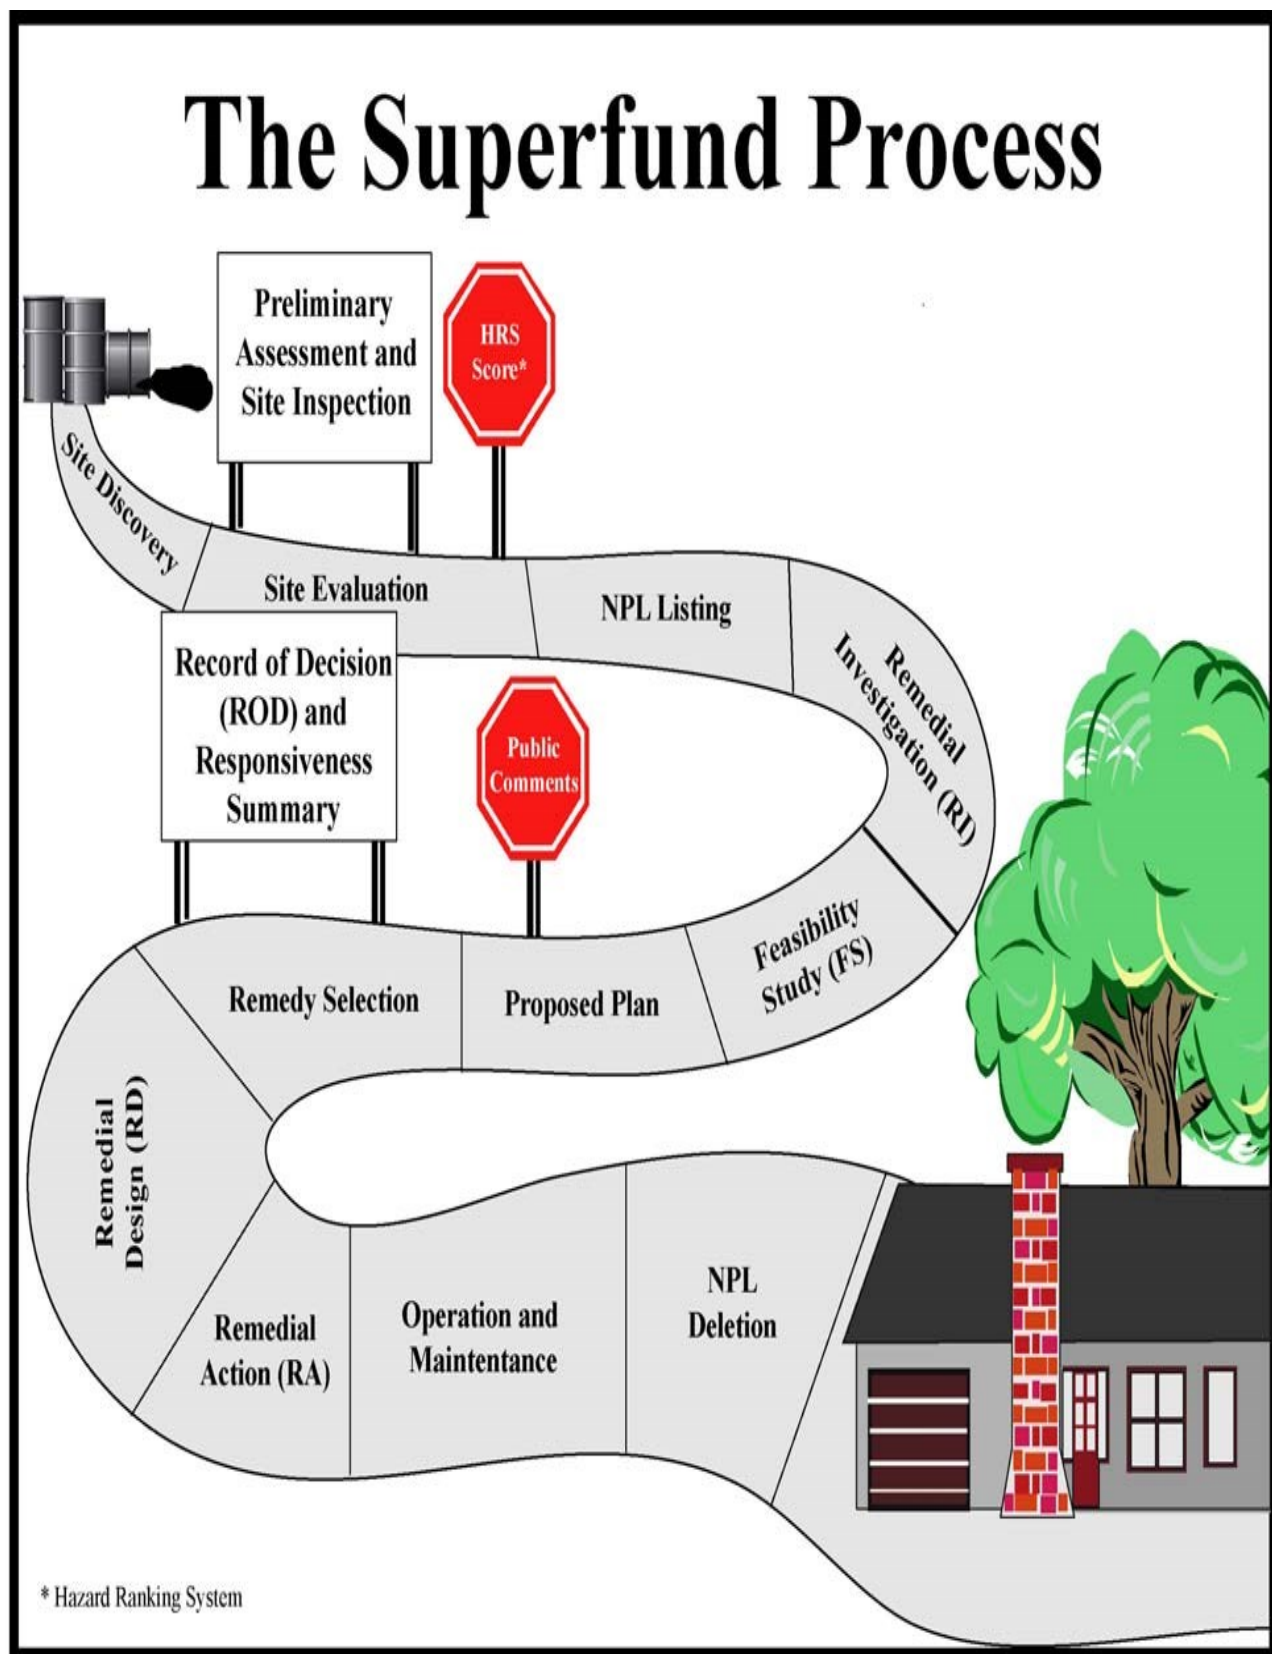 The Superfund Process
Preliminary
Assessment and
Site Inspection
HRS
Score*
Site Discovery
Site Evaluation
NPL Listing
Remedial
Investigation (RI)
Record of Decision
(ROD) and
Responsiveness
Summary
Public
Comments
Feasibility
Study (FS)
Proposed Plan
Remedy Selection
Remedial
Design (RD)
Remedial
Action (RA)
Operation and
Maintentance
NPL
Deletion
* Hazard Ranking System